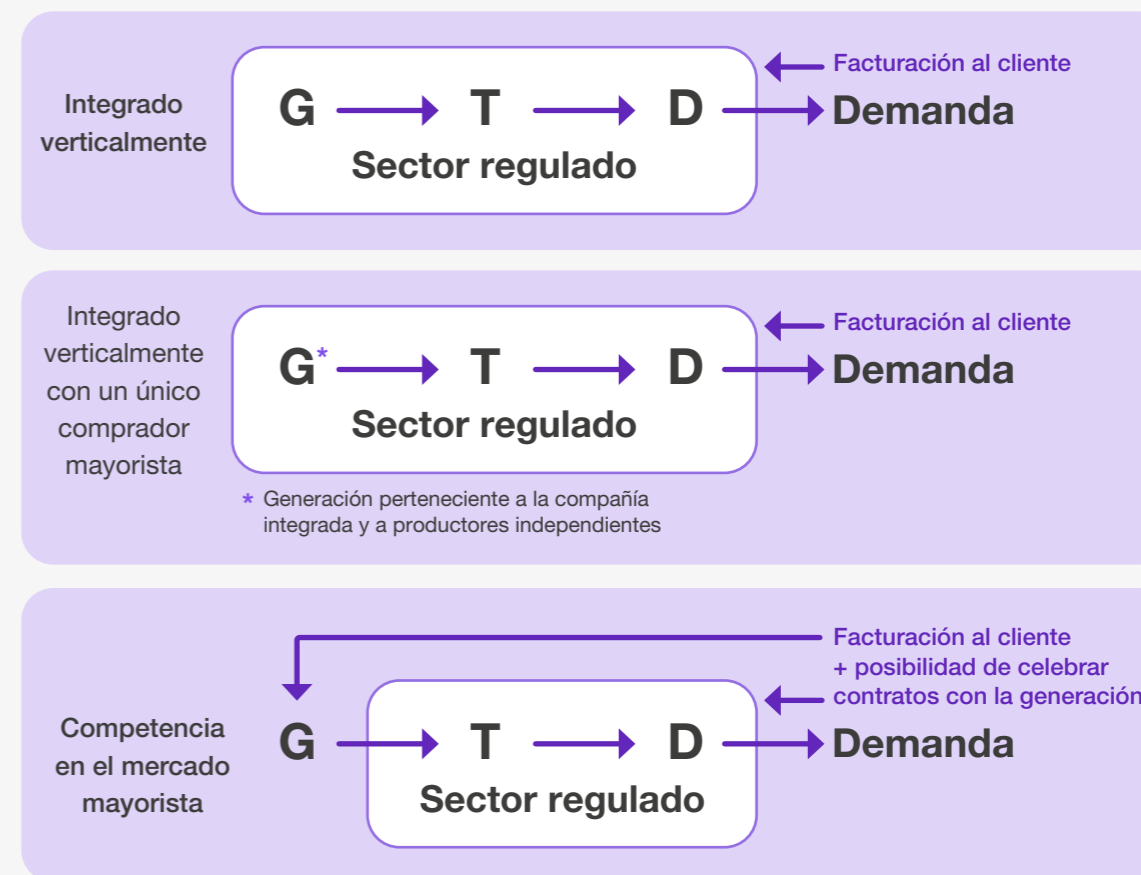 Integrado
verticalmente
G T D
Sector regulado
Facturación al cliente
Demanda
Integrado
verticalmente
con un único
comprador
mayorista
G* T D
Sector regulado
Facturación al cliente
Demanda
* Generación perteneciente a la compañía
integrada y a productores independientes
Competencia
en el mercado
mayorista
G T D
Sector regulado
Facturación al cliente
+ posibilidad de celebrar
contratos con la generación
Demanda